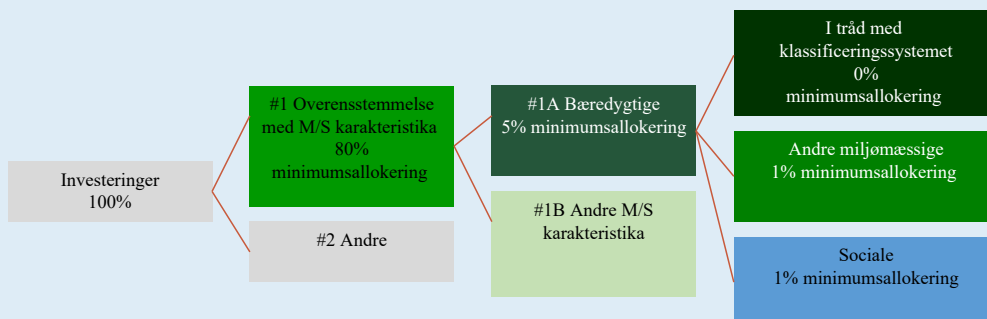 Investeringer
100%
#1 Overensstemmelse
med M/S karakteristika
80%
minimumsallokering
#2 Andre
#1A Bæredygtige
5% minimumsallokering
#1B Andre M/S
karakteristika
I tråd med
klassificeringssystemet
0%
minimumsallokering
Andre miljømæssige
1% minimumsallokering
Sociale
1% minimumsallokering